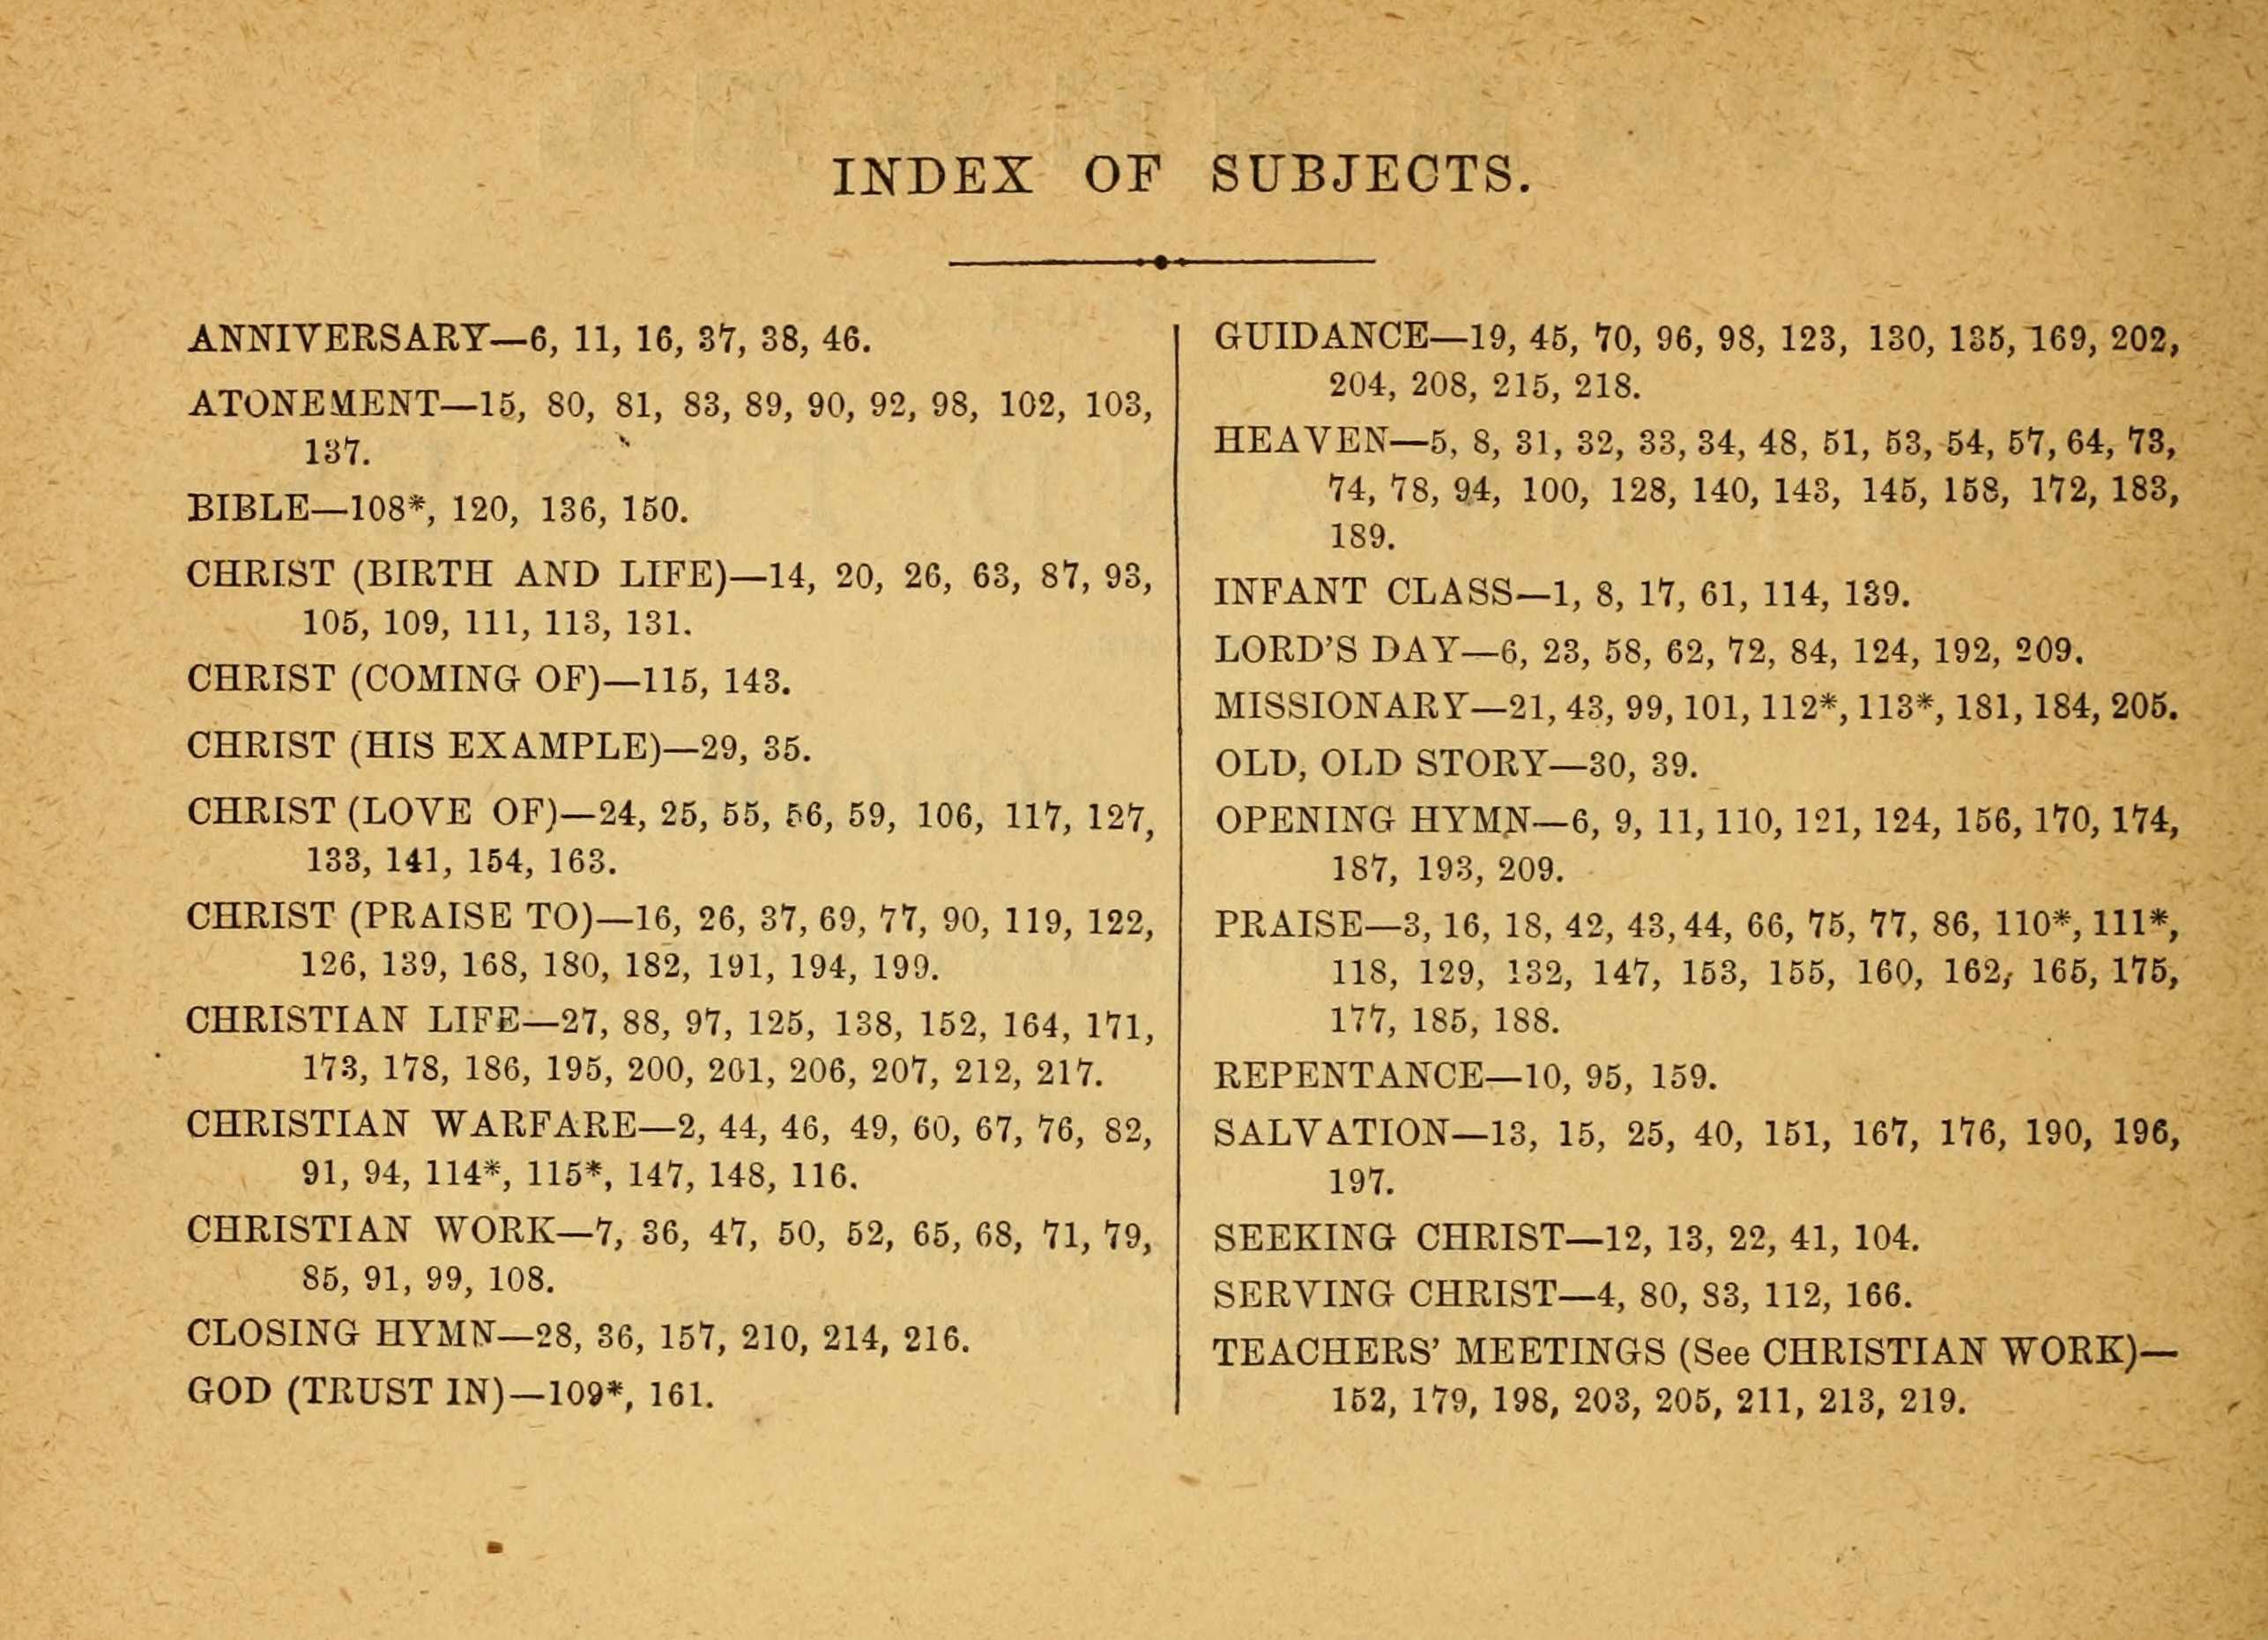 INDEX OF SUBJECTS.
ANNIVERSARY—6, 11, 16, 37, 38, 46.
ATONEMENT—15, 80, 81, 83, 89, 90, 92, 98, 102, 103,
137.
BIBLE—108*, 120, 136, 150.
CHRIST (BIRTH AND LIFE)—14, 20, 26, 63, 87, 93,
105, 109, 111, 113, 131.
CHRIST (COMING OF)—115, 143.
CHRIST (HIS EXAMPLE)—29, 35.
CHRIST (LOVE OF)—24, 25, 55, 56, 59, 106, 117, 127,
133, 141, 154, 163.
CHRIST (PRAISE TO)—16, 26, 37, 69, 77, 90, 119, 122,
126, 139, 168, 180, 182, 191, 194, 199.
CHRISTIAN LIFE—27, 88, 97, 125, 138, 152, 164, 171,
173, 178, 186, 195, 200, 201, 206, 207, 212, 217.
CHRISTIAN WARFARE—2, 44, 46, 49, 60, 67, 76, 82,
91, 94, 114*, 115*, 147, 148, 116.
CHRISTIAN WORK—7, 36, 47, 50, 52, 65, 68, 71, 79,
85, 91, 99, 108.
CLOSING HYMN—28, 36, 157, 210, 214, 216.
GOD (TRUST IN)—109*, 161.
GUIDANCE—19, 45, 70, 96, 98, 123, 130, 135, 169, 202,
204, 208, 215, 218.
HEAVEN—5, 8, 31, 32, 33, 34, 48, 51, 53, 54, 57, 64, 73,
74, 78, 94, 100, 128, 140, 143, 145, 158, 172, 183,
189.
INFANT CLASS—1, 8, 17, 61, 114, 139.
LORD'S DAY—6, 23, 58, 62, 72, 84, 124, 192, 209.
MISSIONARY—21, 43, 99, 101, 112*, 113*, 181, 184, 205.
OLD, OLD STORY—30, 39.
OPENING HYMN—6, 9, 11, 110, 121, 124, 156, 170, 174,
187, 193, 209.
PRAISE—3, 16, 18, 42, 43, 44, 66, 75, 77, 86, 110*, 111*,
118, 129, 132, 147, 153, 155, 160, 162, 165, 175,
177, 185, 188.
REPENTANCE—10, 95, 159.
SALVATION—13, 15, 25, 40, 151, 167, 176, 190, 196,
197.
SEEKING CHRIST—12, 13, 22, 41, 104.
SERVING CHRIST—4, 80, 83, 112, 166.
TEACHERS' MEETINGS (See CHRISTIAN WORK)—
152, 179, 198, 203, 205, 211, 213, 219.